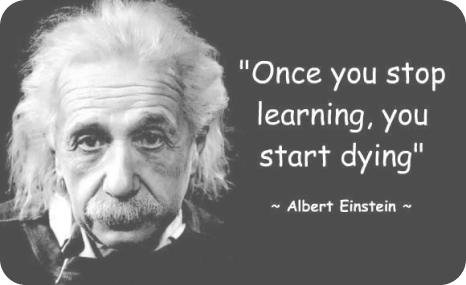 "Once you stop
learning, you
start dying"
~ Albert Einstein ~